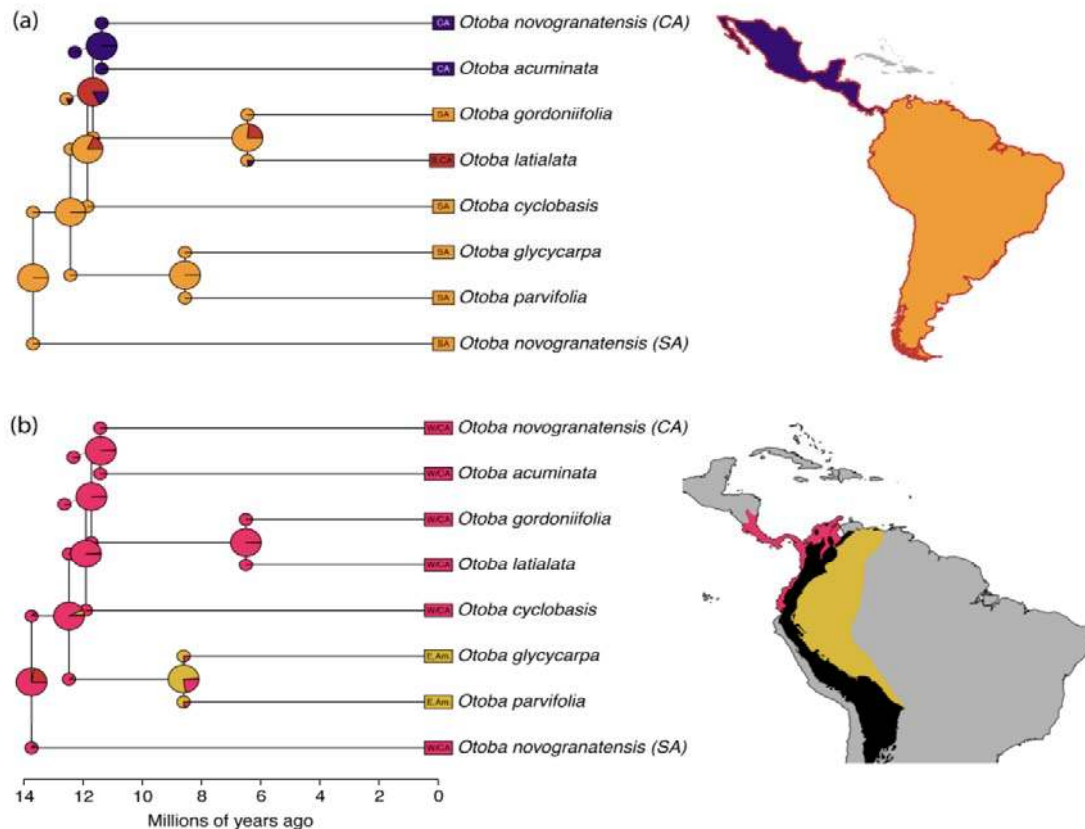 (a)
CA Otoba novogranatensis (CA)
CA Otoba acuminata
SA Otoba gordoniifolia
Otoba latialata
SA Otoba cyclobasis
SA Otoba glycycarpa
SA Otoba parvifolia
SA Otoba novogranatensis (SA)
(b)
W/CA Otoba novogranatensis (CA)
W/CA Otoba acuminata
W/CA Otoba gordoniifolia
W/CA Otoba latialata
W/CA Otoba cyclobasis
E.Am. Otoba glycycarpa
E.Am. Otoba parvifolia
W/CA Otoba novogranatensis (SA)
14 12 10 8 6 4 2 0
Millions of years ago